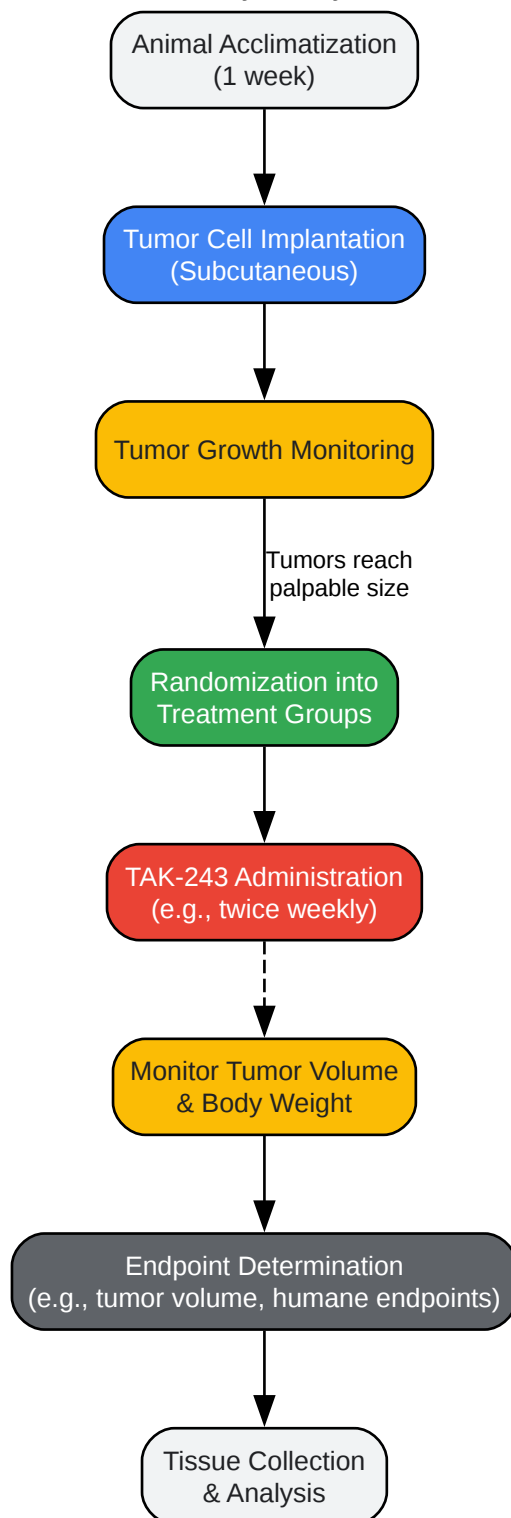 Animal Acclimatization
(1 week)
Tumor Cell Implantation
(Subcutaneous)
Tumor Growth Monitoring
Tumors reach
palpable size
Randomization into
Treatment Groups
TAK-243 Administration
(e.g., twice weekly)
Monitor Tumor Volume
& Body Weight
Endpoint Determination
(e.g., tumor volume, humane endpoints)
Tissue Collection
& Analysis